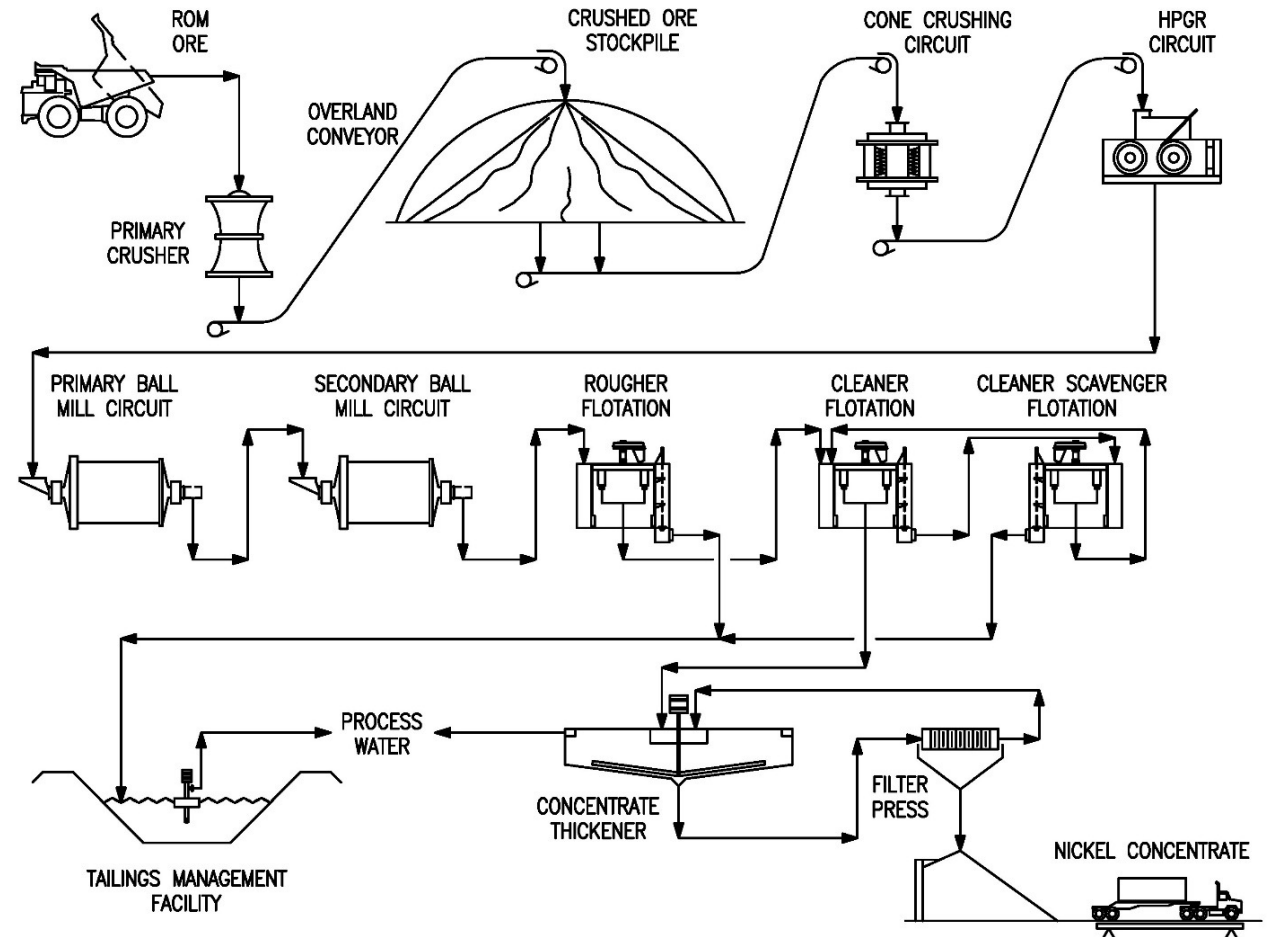 ROM
ORE
CRUSHED ORE
STOCKPILE
CONE CRUSHING
CIRCUIT
HPGR
CIRCUIT
OVERLAND
CONVEYOR
PRIMARY
CRUSHER
PRIMARY BALL
MILL CIRCUIT
SECONDARY BALL
MILL CIRCUIT
ROUGHER
FLOTATION
CLEANER
FLOTATION
CLEANER SCAVENGER
FLOTATION
PROCESS
WATER
CONCENTRATE
THICKENER
FILTER
PRESS
TAILINGS MANAGEMENT
FACILITY
NICKEL CONCENTRATE